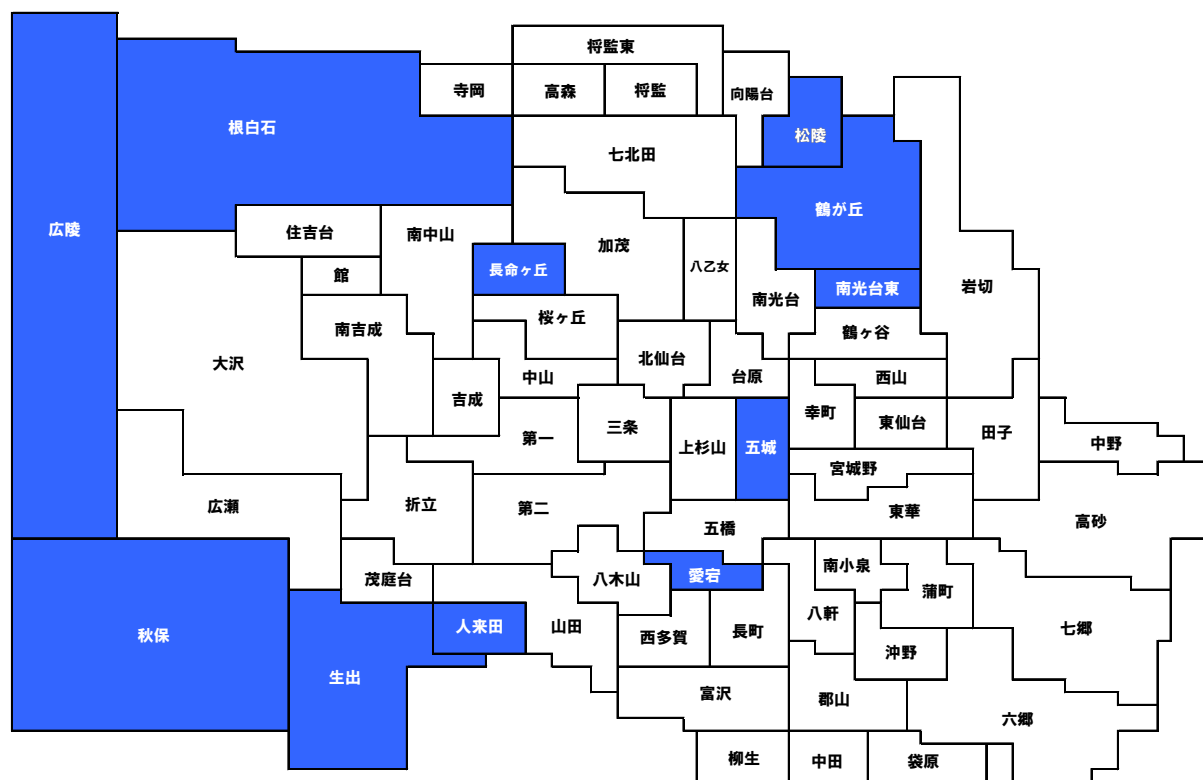 将監東
寺岡
高森
将監
向陽台
根白石
松陵
七北田
鶴が丘
広陵
住吉台
南中山
加茂
八乙女
長命ヶ丘
館
南光台
南光台東
岩切
桜ヶ丘
南吉成
鶴ヶ谷
大沢
北仙台
中山
台原
西山
吉成
幸町
三条
第一
上杉山
五城
東仙台
田子
中野
宮城野
広瀬
折立
第二
東華
高砂
五橋
茂庭台
八木山
愛宕
南小泉
蒲町
秋保
人来田
山田
西多賀
長町
八軒
七郷
沖野
生出
富沢
郡山
六郷
柳生
中田
袋原